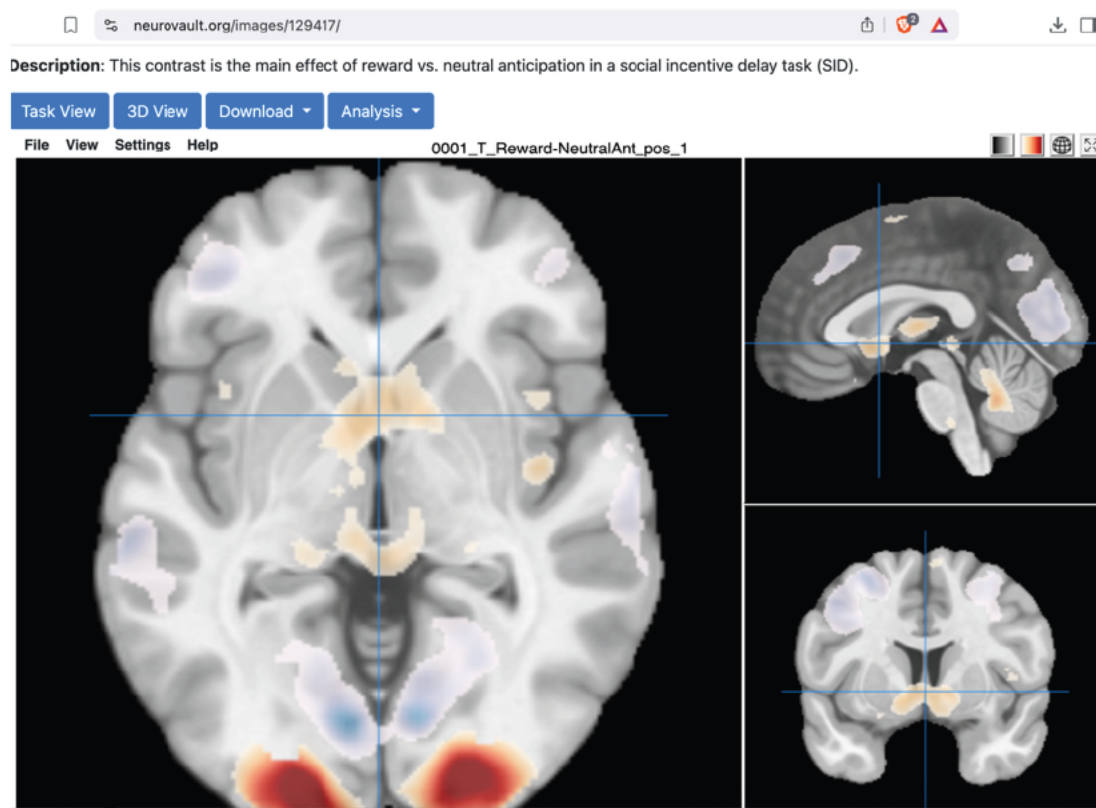 neurovault.org/images/129417/
2
Description: This contrast is the main effect of reward vs. neutral anticipation in a social incentive delay task (SID).
Task View 3D View Download Analysis
File View Settings Help 0001_T_Reward-NeutralAnt_pos_1